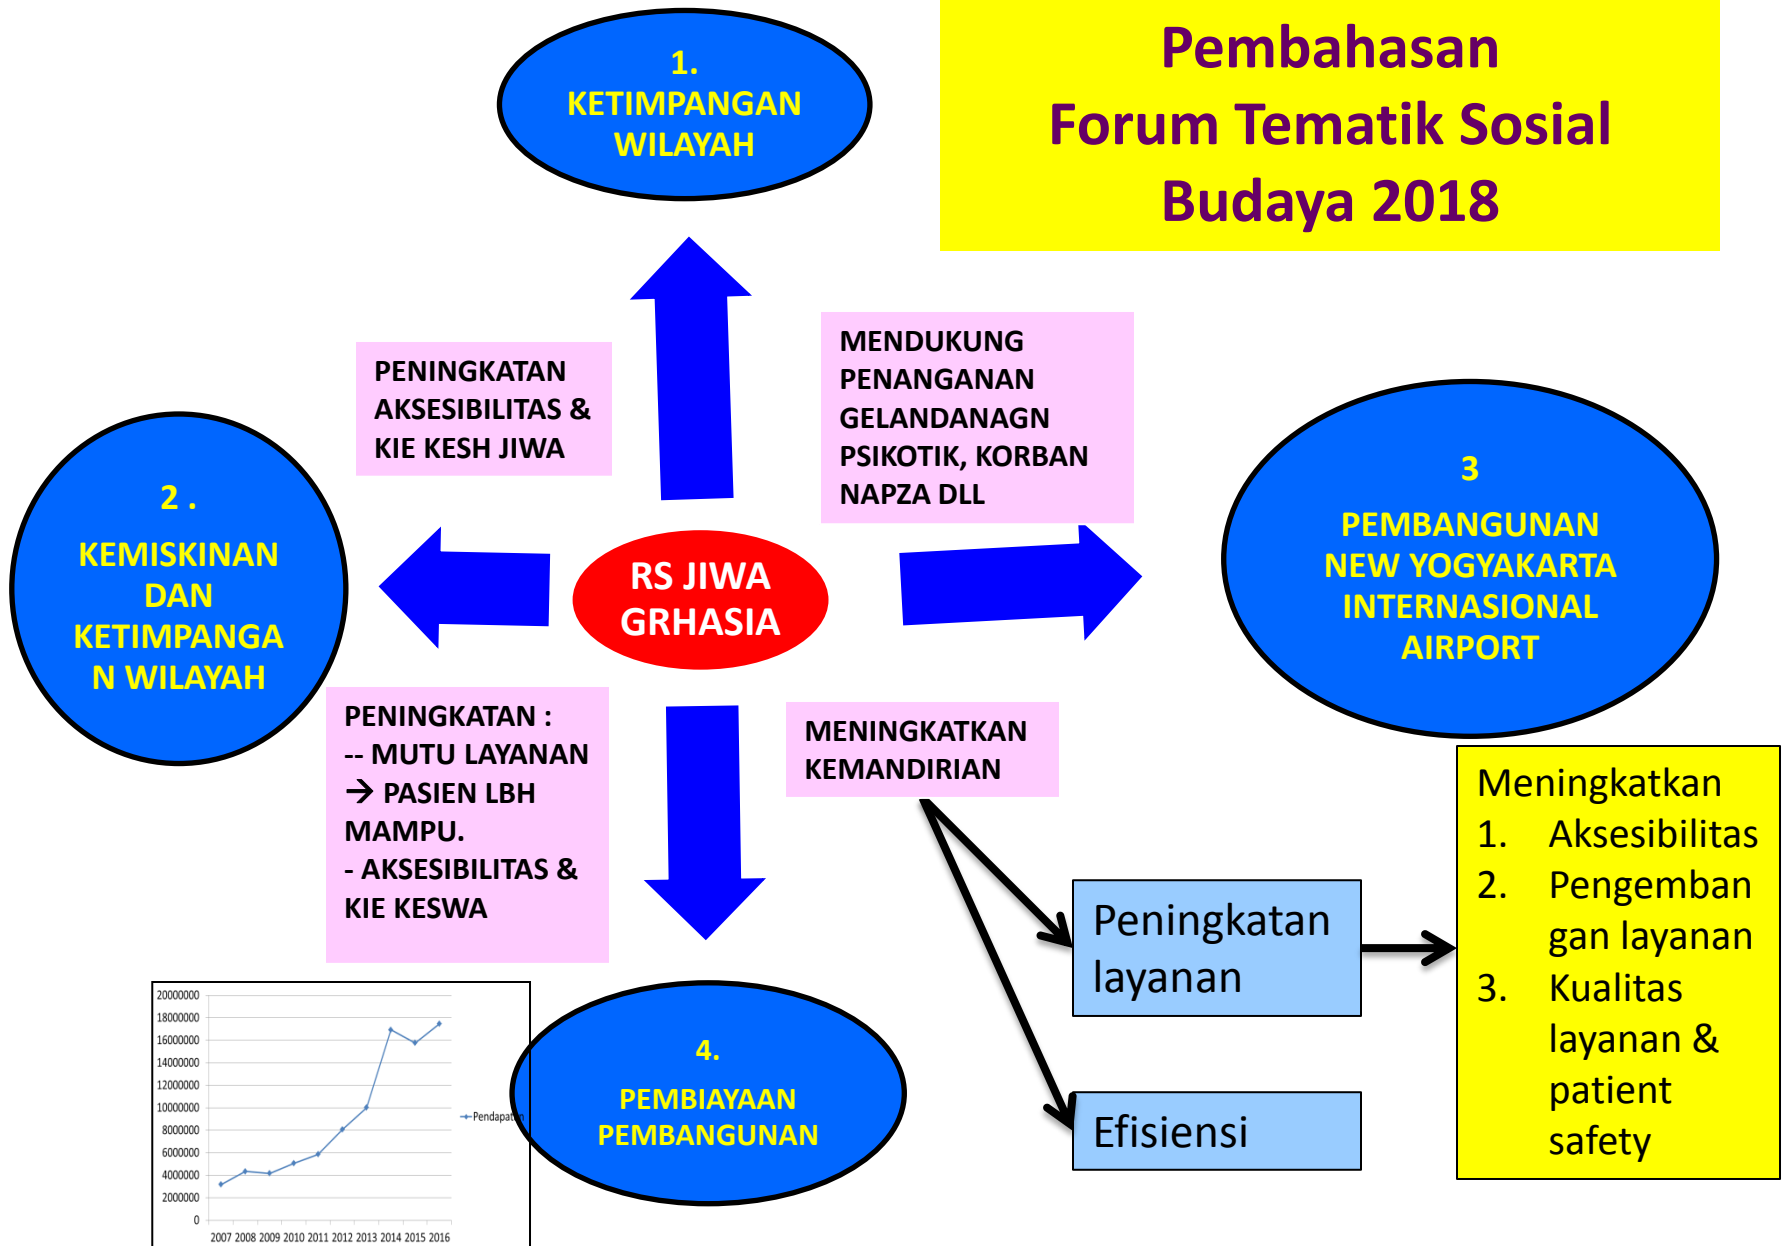 Pembahasan
Forum Tematik Sosial
Budaya 2018
1.
KETIMPANGAN
WILAYAH
PENINGKATAN
AKSESIBILITAS &
KIE KESH JIWA
MENDUKUNG
PENANGANAN
GELANDANAGN
PSIKOTIK, KORBAN
NAPZA DLL
2 .
KEMISKINAN
DAN
KETIMPANGA
N WILAYAH
RS JIWA
GRHASIA
3
PEMBANGUNAN
NEW YOGYAKARTA
INTERNASIONAL
AIRPORT
PENINGKATAN :
-- MUTU LAYANAN
→ PASIEN LBH
MAMPU.
- AKSESIBILITAS &
KIE KESWA
MENINGKATKAN
KEMANDIRIAN
Peningkatan
layanan
Efisiensi
Meningkatkan
1. Aksesibilitas
2. Pengemban
gan layanan
3. Kualitas
layanan &
patient
safety
4.
PEMBIAYAAN
PEMBANGUNAN
20000000
18000000
16000000
14000000
12000000
10000000
8000000
6000000
4000000
2000000
0
2007 2008 2009 2010 2011 2012 2013 2014 2015 2016
Pendapatan